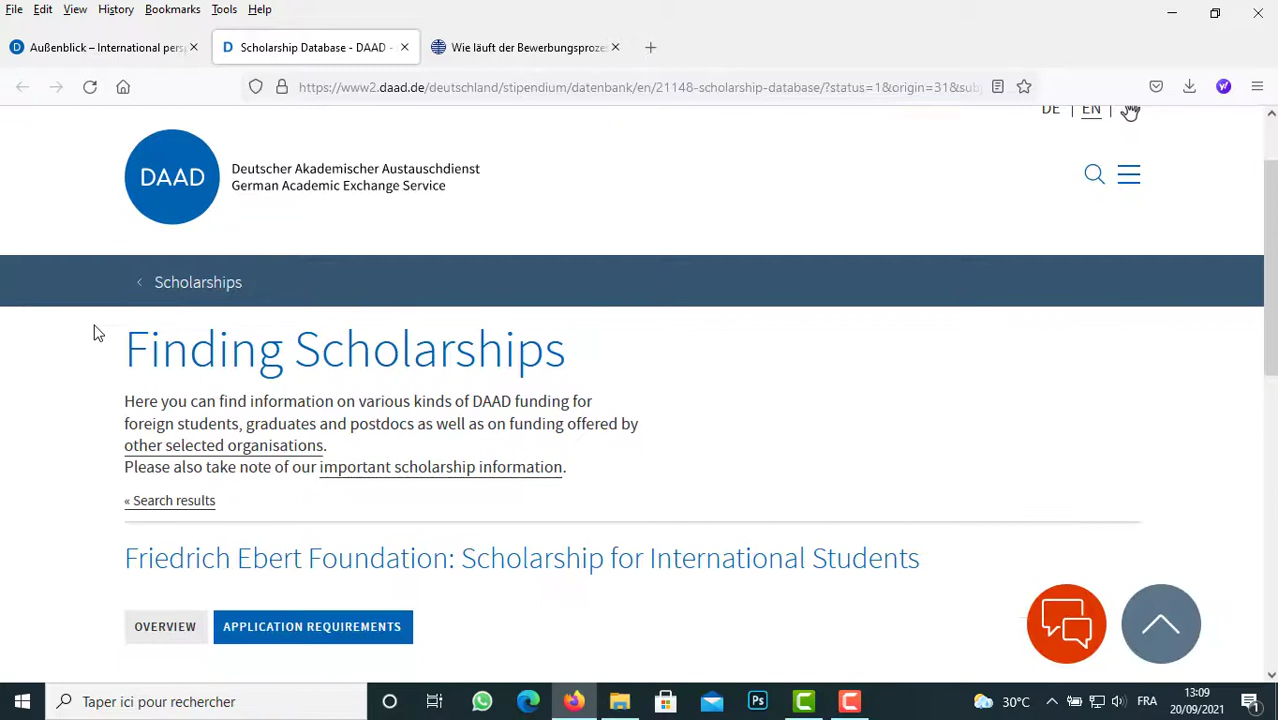 File Edit View History Bookmarks Tools Help
Außenblick – International persp
Scholarship Database - DAAD -
Wie läuft der Bewerbungsproze
https://www2.daad.de/deutschland/stipendium/datenbank/en/21148-scholarship-database/?status=1&origin=31&sub
DE | EN |
DAAD
Deutscher Akademischer Austauschdienst
German Academic Exchange Service
Scholarships
Finding Scholarships
Here you can find information on various kinds of DAAD funding for
foreign students, graduates and postdocs as well as on funding offered by
other selected organisations.
Please also take note of our important scholarship information.
« Search results
Friedrich Ebert Foundation: Scholarship for International Students
OVERVIEW
APPLICATION REQUIREMENTS
Taper ici pour rechercher
30°C
FRA
13:09
20/09/2021